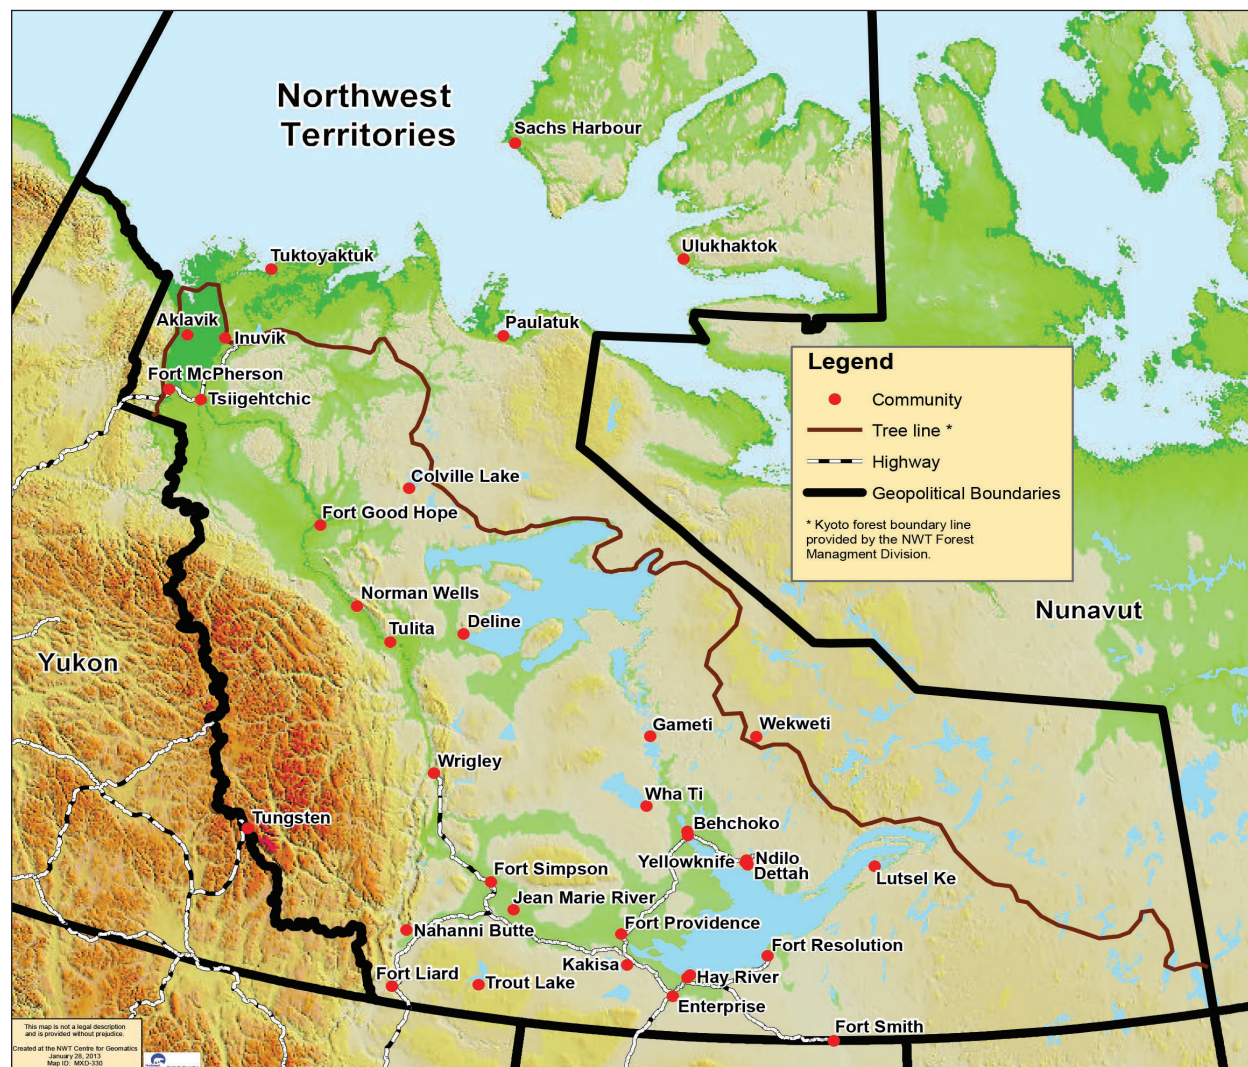 Northwest
Territories
Sachs Harbour
Ulukhaktok
Tuktoyaktuk
Aklavik
Inuvik
Paulatuk
Fort McPherson
Tsiigehtchic
Legend
Community
Tree line *
Highway
Geopolitical Boundaries
* Kyoto forest boundary line
provided by the NWT Forest
Managment Division.
Colville Lake
Fort Good Hope
Norman Wells
Tulita
Deline
Nunavut
Yukon
Gameti
Wekweti
Wrigley
Wha Ti
Tungsten
Behchoko
Yellowknife
Ndilo
Dettah
Lutsel Ke
Fort Simpson
Jean Marie River
Nahanni Butte
Fort Providence
Fort Resolution
Kakisa
Fort Liard
Trout Lake
Hay River
Enterprise
Fort Smith
This map is not a legal description
and is provided without prejudice.
Created at the NWT Centre for Geomatics
January 28, 2013
Map ID: MXD-330